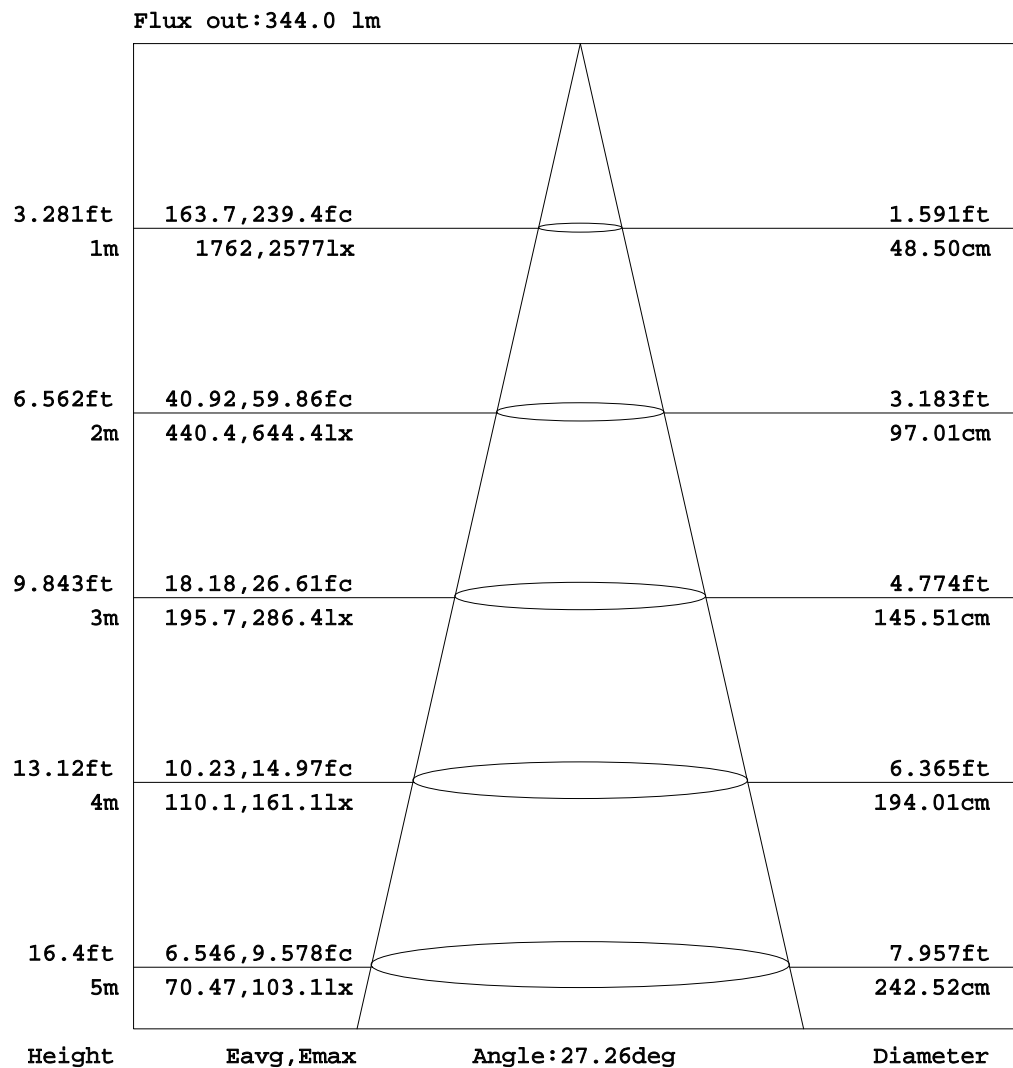 Flux out:344.0 lm
3.281ft 163.7,239.4fc 1.591ft
1m 1762,2577lx 48.50cm
6.562ft 40.92,59.86fc 3.183ft
2m 440.4,644.4lx 97.01cm
9.843ft 18.18,26.61fc 4.774ft
3m 195.7,286.4lx 145.51cm
13.12ft 10.23,14.97fc 6.365ft
4m 110.1,161.1lx 194.01cm
16.4ft 6.546,9.578fc 7.957ft
5m 70.47,103.1lx 242.52cm
Height Eavg,Emax Angle:27.26deg Diameter